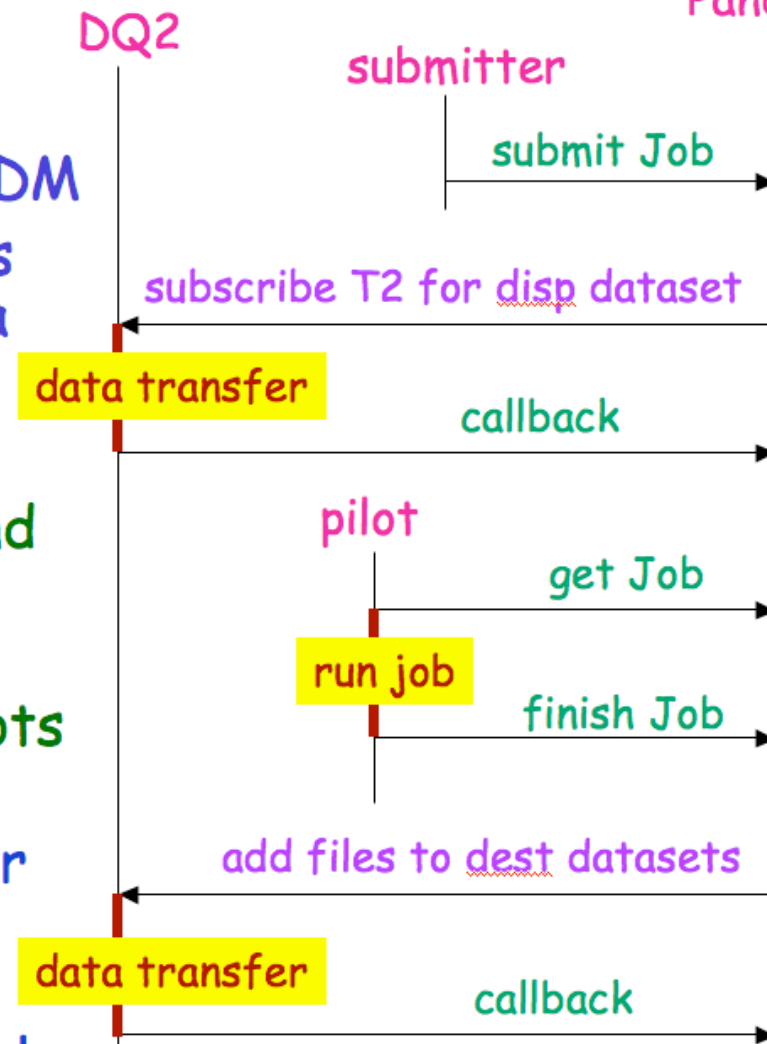 DQ2
submitter
submit Job
DM
subscribe T2 for disp dataset
data transfer
callback
pilot
get Job
run job
finish Job
add files to dest datasets
data transfer
callback